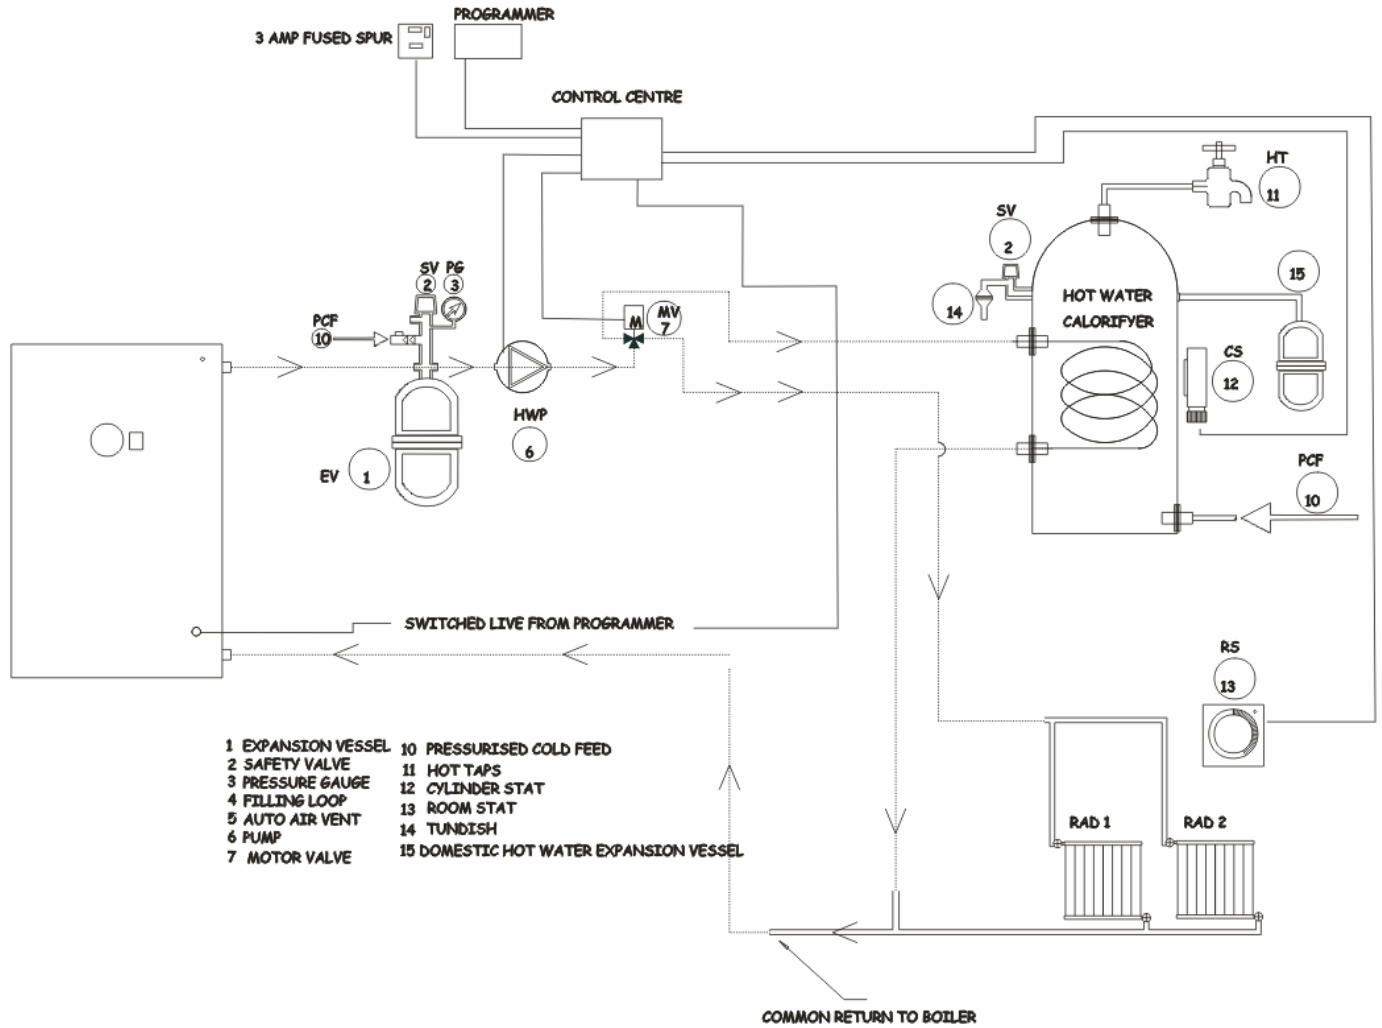 PROGRAMMER
3 AMP FUSED SPUR
CONTROL CENTRE
HT
11
SV
2
15
14
HOT WATER
CALORIFYER
SV PG
2 3
PCF
10
M
MV
7
CS
12
HWP
6
EV 1
PCF
10
SWITCHED LIVE FROM PROGRAMMER
RS
13
1 EXPANSION VESSEL
2 SAFETY VALVE
3 PRESSURE GAUGE
4 FILLING LOOP
5 AUTO AIR VENT
6 PUMP
7 MOTOR VALVE
10 PRESSURISED COLD FEED
11 HOT TAPS
12 CYLINDER STAT
13 ROOM STAT
14 TUNDISH
15 DOMESTIC HOT WATER EXPANSION VESSEL
RAD 1
RAD 2
COMMON RETURN TO BOILER